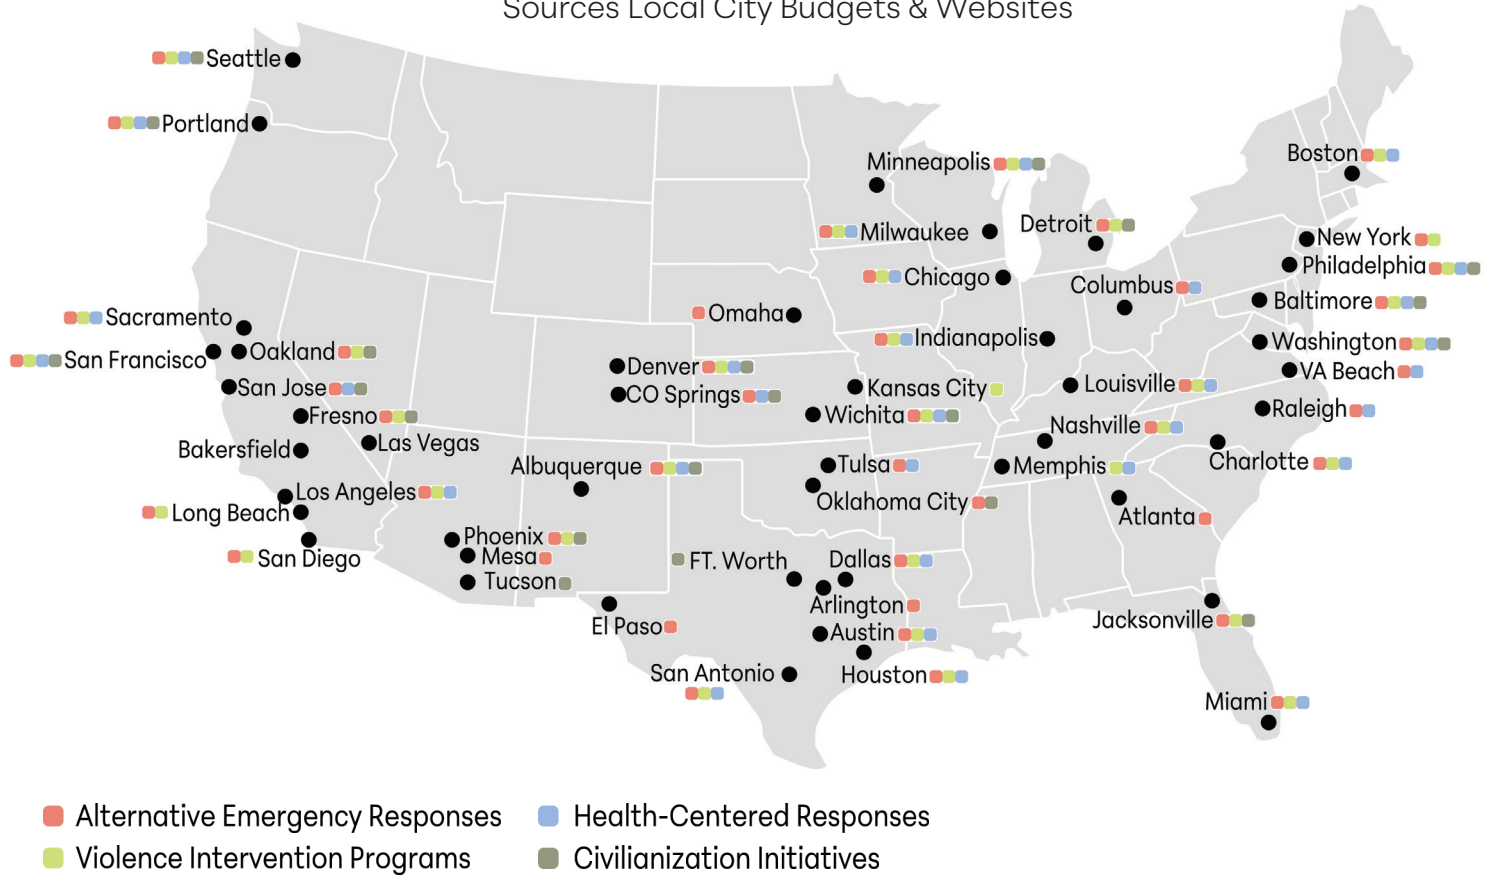 Sources Local City Budgets & Websites
Seattle
Portland
Minneapolis
Boston
Milwaukee
Detroit
New York
Philadelphia
Chicago
Columbus
Baltimore
Sacramento
Omaha
Indianapolis
Washington
San Francisco
Oakland
Denver
VA Beach
San Jose
CO Springs
Kansas City
Louisville
Fresno
Wichita
Raleigh
Nashville
Bakersfield
Las Vegas
Albuquerque
Tulsa
Memphis
Charlotte
Los Angeles
Oklahoma City
Long Beach
Atlanta
San Diego
Phoenix
Mesa
Tucson
FT. Worth
Dallas
Arlington
El Paso
Austin
Jacksonville
San Antonio
Houston
Miami
Alternative Emergency Responses
Health-Centered Responses
Violence Intervention Programs
Civilianization Initiatives